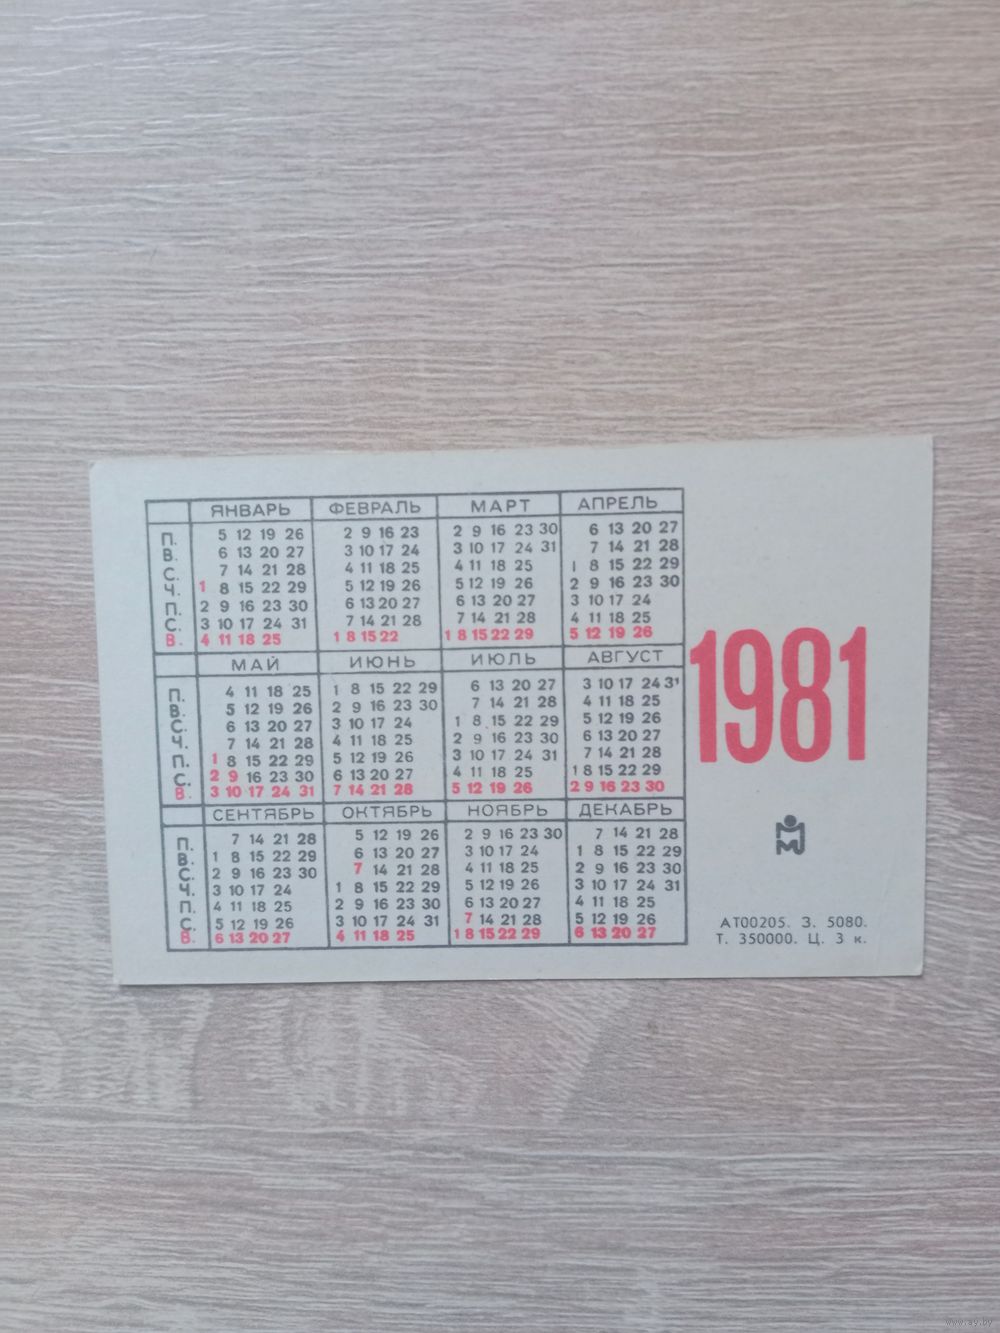 ЯНВАРЬ ФЕВРАЛЬ МАРТ АПРЕЛЬ
П. 5 12 19 26 2 9 16 23 2 9 16 23 30 6 13 20 27
В. 6 13 20 27 3 10 17 24 3 10 17 24 31 7 14 21 28
С. 7 14 21 28 4 11 18 25 4 11 18 25 1 8 15 22 29
Ч. 1 8 15 22 29 5 12 19 26 5 12 19 26 2 9 16 23 30
П. 2 9 16 23 30 6 13 20 27 6 13 20 27 3 10 17 24
С. 3 10 17 24 31 7 14 21 28 7 14 21 28 4 11 18 25
В. 4 11 18 25 1 8 15 22 1 8 15 22 29 5 12 19 26
МАЙ ИЮНЬ ИЮЛЬ АВГУСТ
П. 4 11 18 25 1 8 15 22 29 6 13 20 27 3 10 17 24 31
В. 5 12 19 26 2 9 16 23 30 7 14 21 28 4 11 18 25
С. 6 13 20 27 3 10 17 24 1 8 15 22 29 5 12 19 26
Ч. 7 14 21 28 4 11 18 25 2 9 16 23 30 6 13 20 27
П. 1 8 15 22 29 5 12 19 26 3 10 17 24 31 7 14 21 28
С. 2 9 16 23 30 6 13 20 27 4 11 18 25 1 8 15 22 29
В. 3 10 17 24 31 7 14 21 28 5 12 19 26 2 9 16 23 30
СЕНТЯБРЬ ОКТЯБРЬ НОЯБРЬ ДЕКАБРЬ
П. 7 14 21 28 5 12 19 26 2 9 16 23 30 7 14 21 28
В. 1 8 15 22 29 6 13 20 27 3 10 17 24 1 8 15 22 29
С. 2 9 16 23 30 7 14 21 28 4 11 18 25 2 9 16 23 30
Ч. 3 10 17 24 1 8 15 22 29 5 12 19 26 3 10 17 24 31
П. 4 11 18 25 2 9 16 23 30 6 13 20 27 4 11 18 25
С. 5 12 19 26 3 10 17 24 31 7 14 21 28 5 12 19 26
В. 6 13 20 27 4 11 18 25 1 8 15 22 29 6 13 20 27
1981
АТ00205. З. 5080.
Т. 350000. Ц. 3 к.
www.ay.by